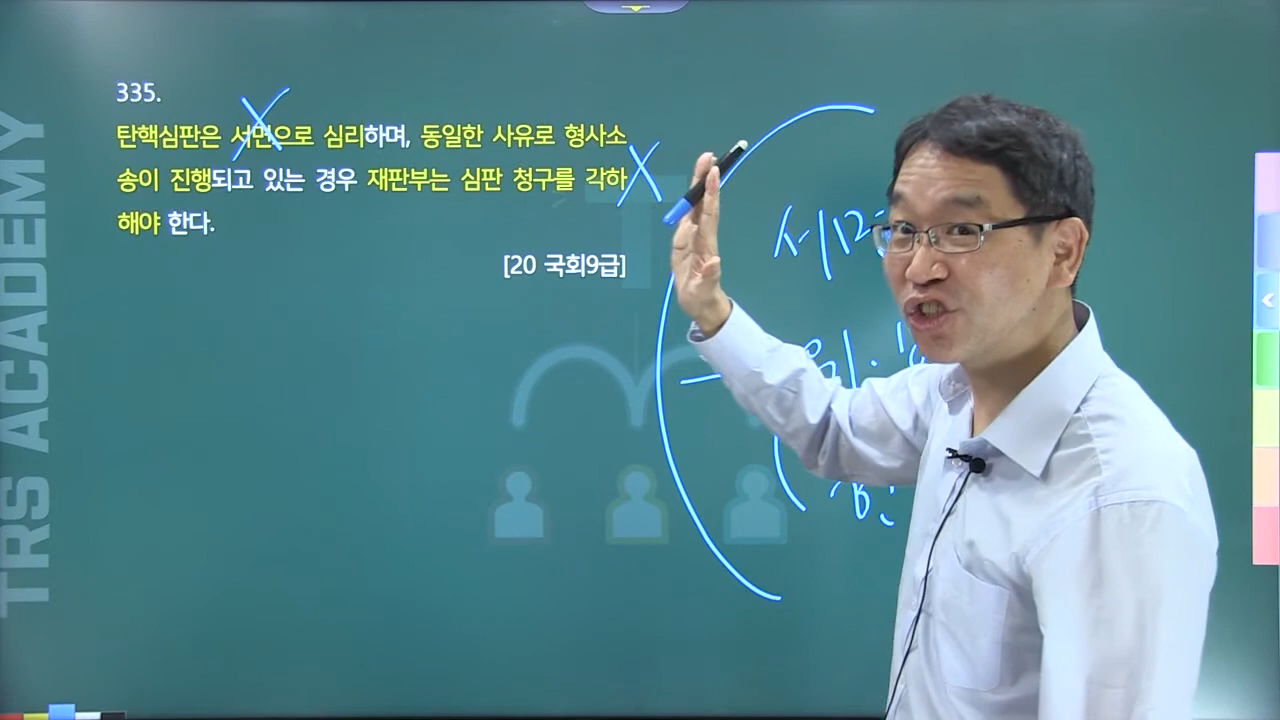 335.
탄핵심판은 서면으로 심리하며, 동일한 사유로 형사소
송이 진행되고 있는 경우 재판부는 심판 청구를 각하
해야 한다.
[20 국회9급]
TRS ACADEMY
서면